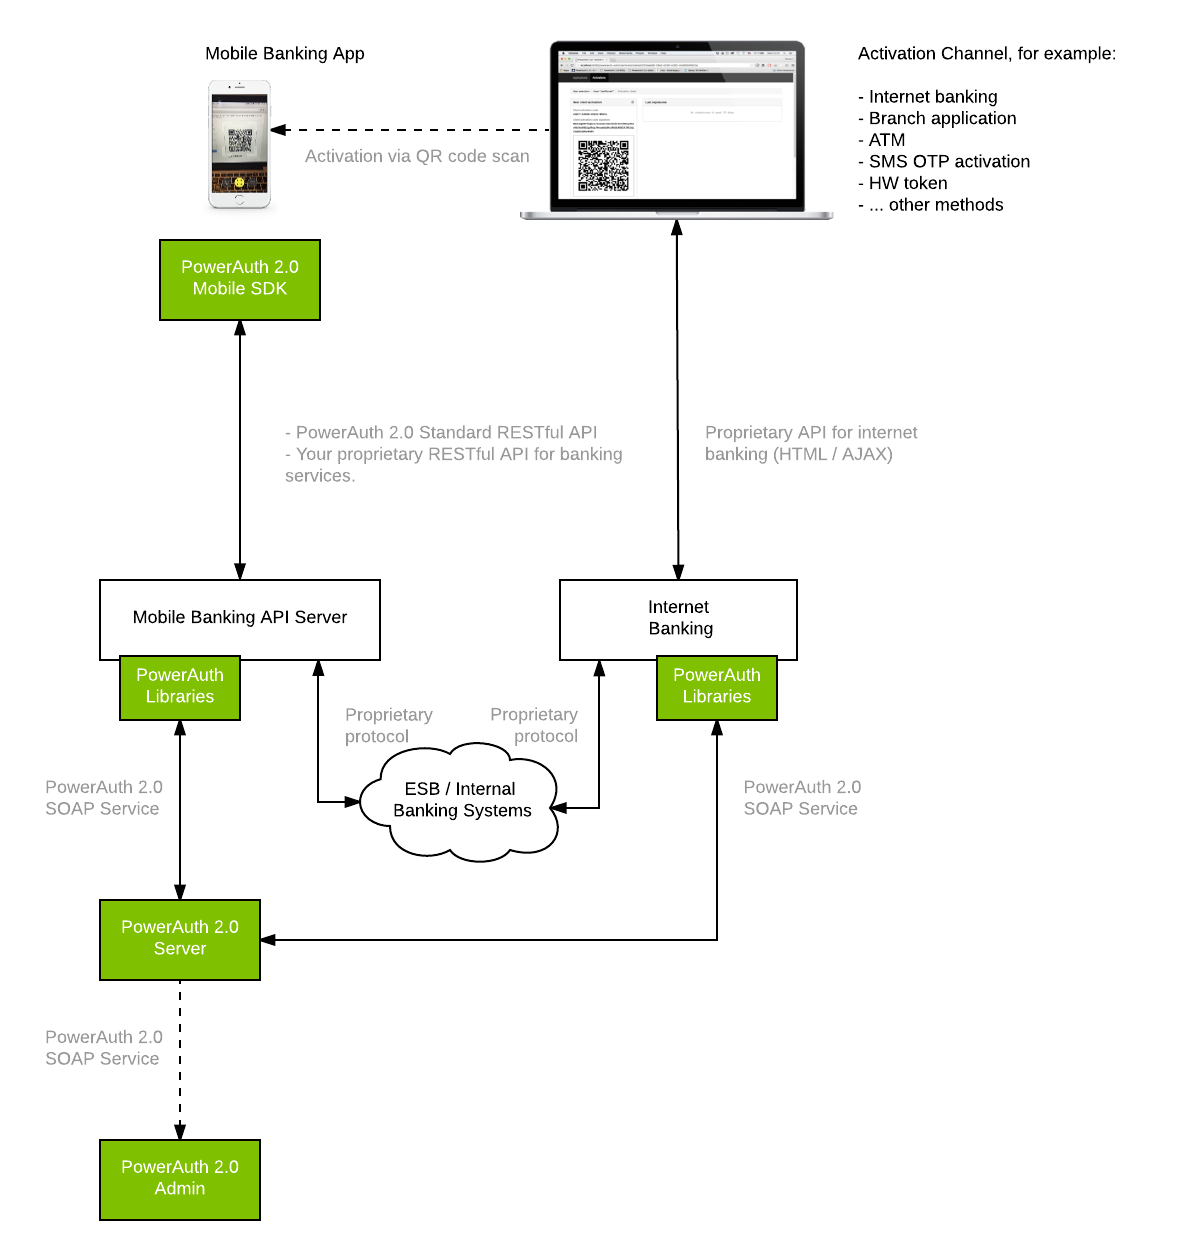 Mobile Banking App
Activation Channel, for example:
- Internet banking
- Branch application
- ATM
- SMS OTP activation
- HW token
- ... other methods
Activation via QR code scan
PowerAuth 2.0
Mobile SDK
- PowerAuth 2.0 Standard RESTful API
- Your proprietary RESTful API for banking
services.
Proprietary API for internet
banking (HTML / AJAX)
Mobile Banking API Server
Internet
Banking
PowerAuth
Libraries
PowerAuth
Libraries
Proprietary
protocol
Proprietary
protocol
PowerAuth 2.0
SOAP Service
ESB / Internal
Banking Systems
PowerAuth 2.0
SOAP Service
PowerAuth 2.0
Server
PowerAuth 2.0
SOAP Service
PowerAuth 2.0
Admin